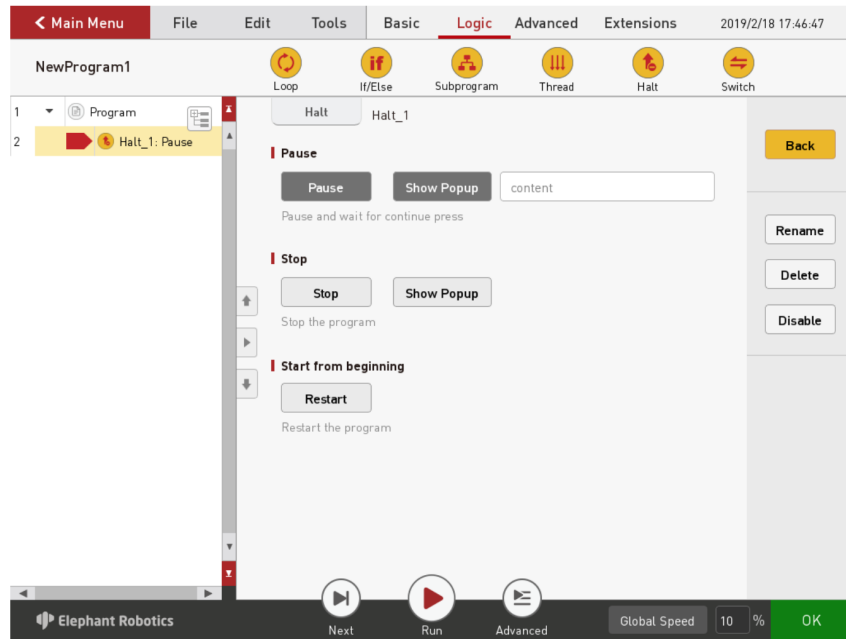 Main Menu File Edit Tools Basic Logic Advanced Extensions 2019/2/18 17:46:47
NewProgram1
Loop If/Else Subprogram Thread Halt Switch
1 Program
2 Halt_1: Pause
Halt Halt_1
Pause
Pause Show Popup content
Pause and wait for continue press
Stop
Stop Show Popup
Stop the program
Start from beginning
Restart
Restart the program
Back
Rename
Delete
Disable
Next Run Advanced
Elephant Robotics Global Speed 10 % OK